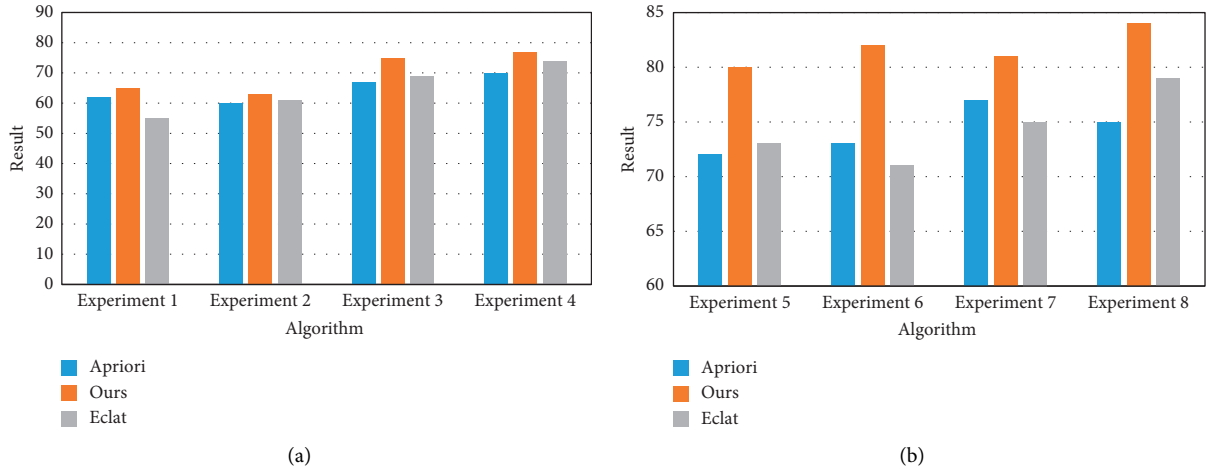 90
80
70
60
50
40
30
20
10
0
Result
Experiment 1 Experiment 2 Experiment 3 Experiment 4
Algorithm
Apriori
Ours
Eclat
(a)
85
80
75
70
65
60
Result
Experiment 5 Experiment 6 Experiment 7 Experiment 8
Algorithm
Apriori
Ours
Eclat
(b)